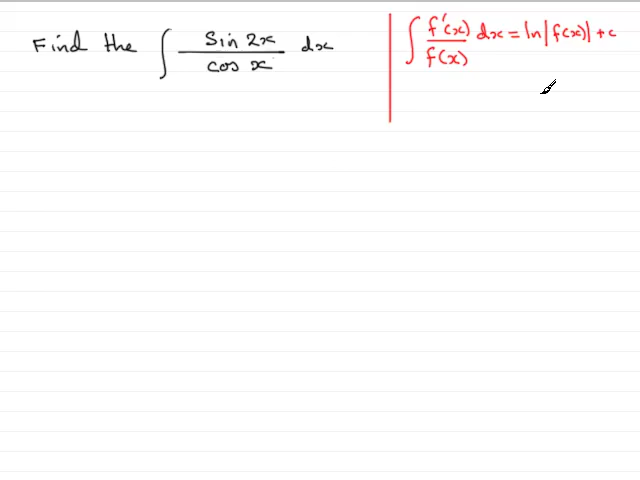 Find the ∫ sin 2x / cos x dx
∫ f'(x) / f(x) dx = ln|f(x)| + c